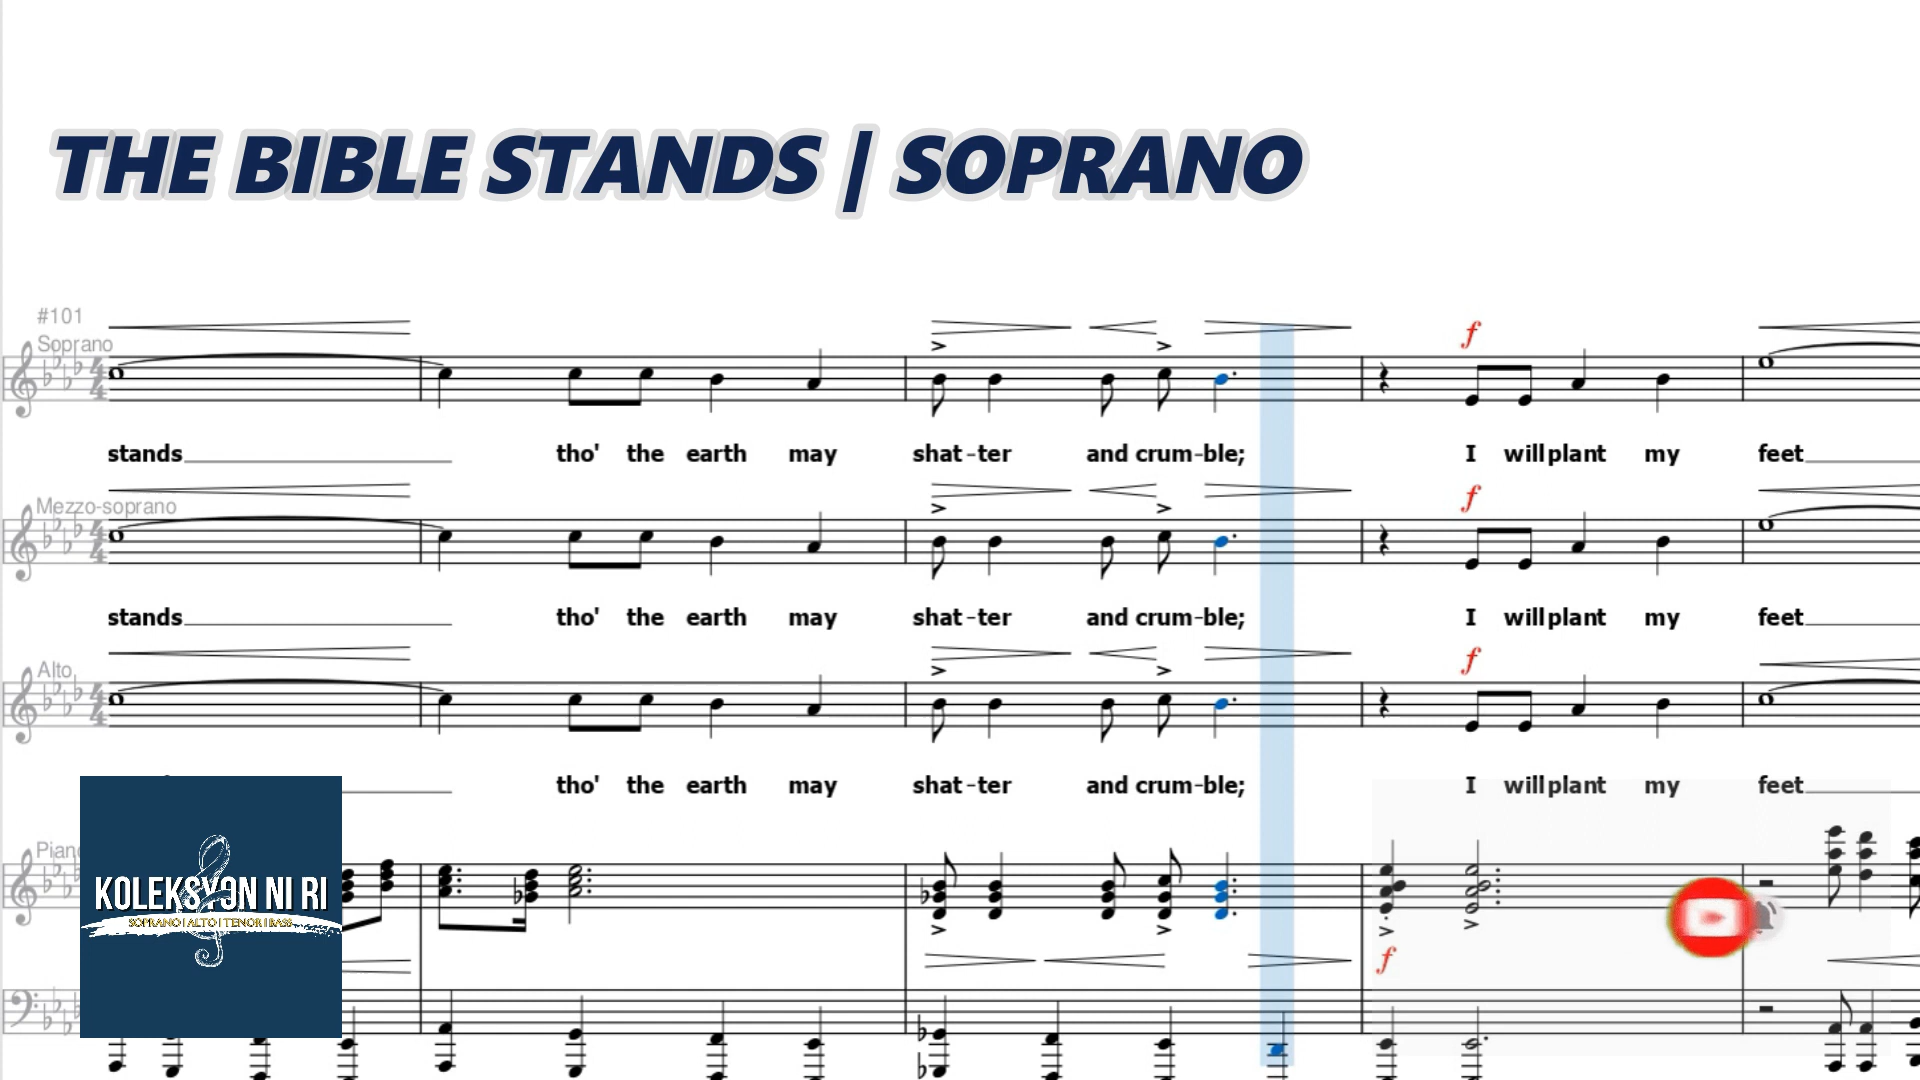 THE BIBLE STANDS | SOPRANO
#101
Soprano
stands tho' the earth may shat-ter and crum-ble; I will plant my feet
Mezzo-soprano
stands tho' the earth may shat-ter and crum-ble; I will plant my feet
Alto
tho' the earth may shat-ter and crum-ble; I will plant my feet
KOLEKSYON NI RI
SOPRANO | ALTO | TENOR | BASS